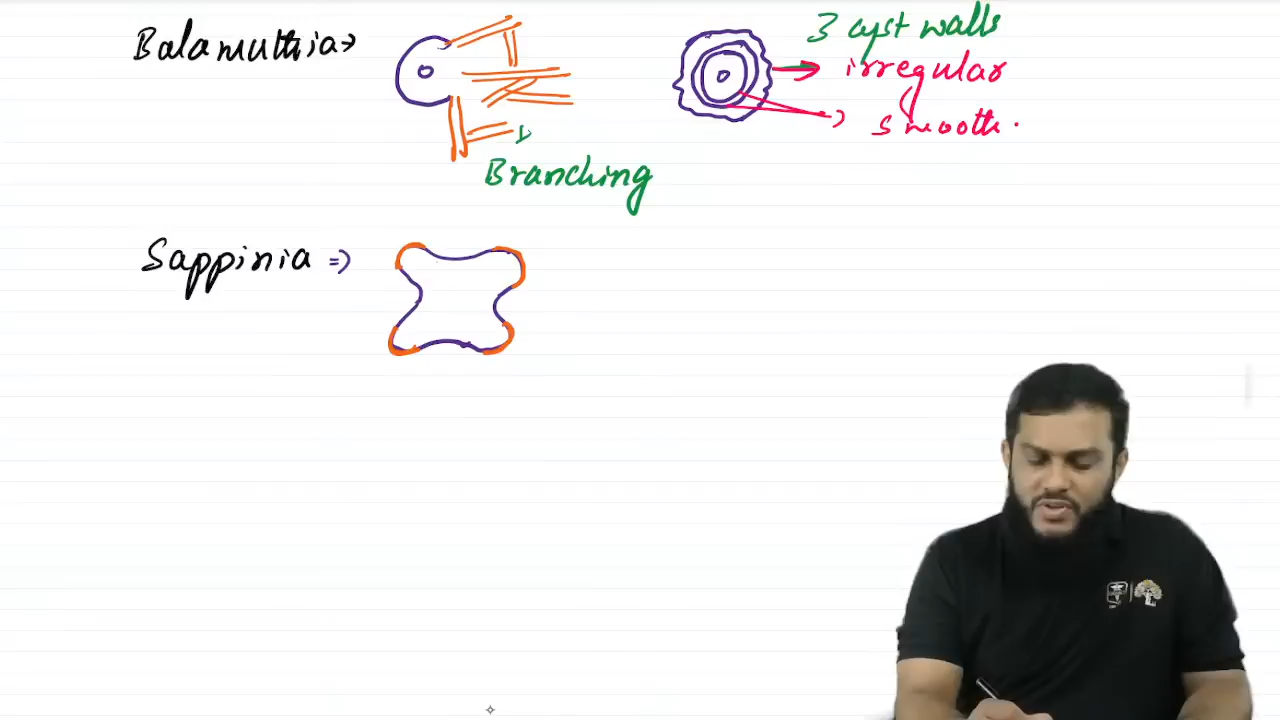 Balamuthia →
3 cyst walls
irregular
smooth.
Branching
Sappinia ⇒